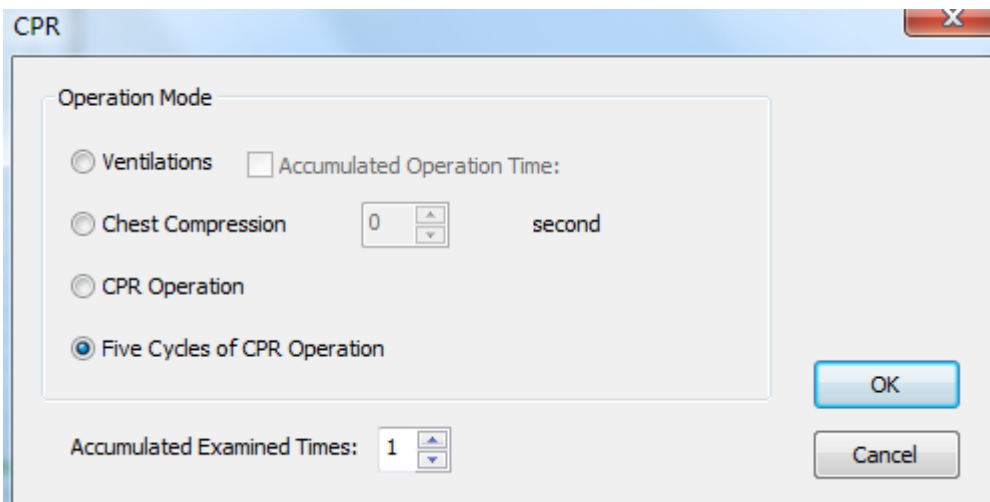 CPR
Operation Mode
Ventilations Accumulated Operation Time:
Chest Compression 0 second
CPR Operation
Five Cycles of CPR Operation
OK
Accumulated Examined Times: 1
Cancel